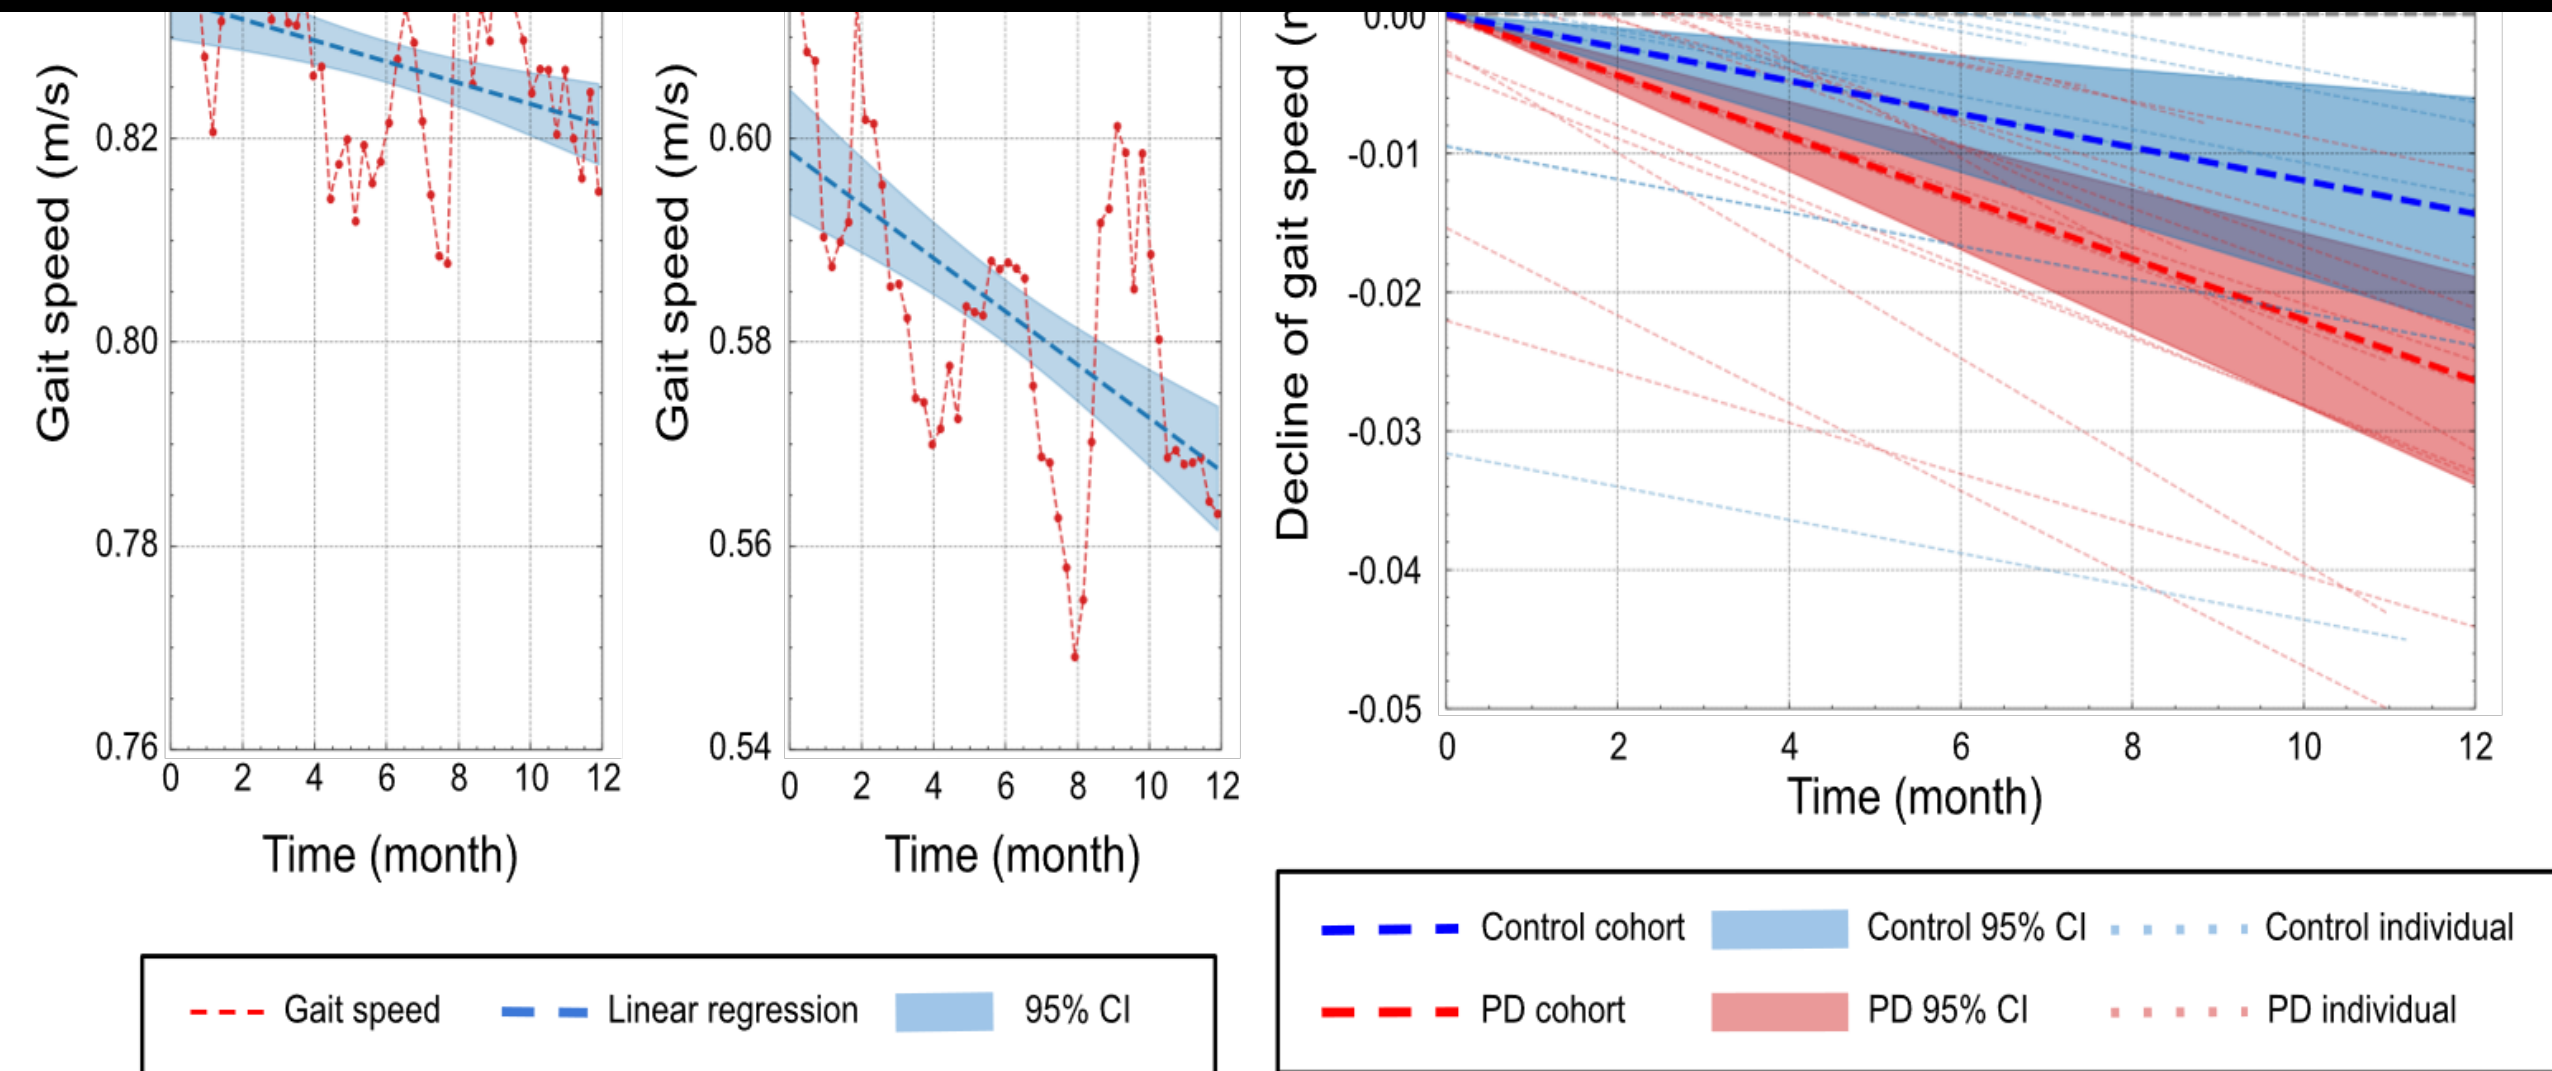 Gait speed (m/s)
0.82
0.80
0.78
0.76
0 2 4 6 8 10 12
Time (month)
Gait speed (m/s)
0.60
0.58
0.56
0.54
0 2 4 6 8 10 12
Time (month)
Decline of gait speed (
0.00
-0.01
-0.02
-0.03
-0.04
-0.05
0 2 4 6 8 10 12
Time (month)
Gait speed Linear regression 95% CI
Control cohort Control 95% CI Control individual
PD cohort PD 95% CI PD individual